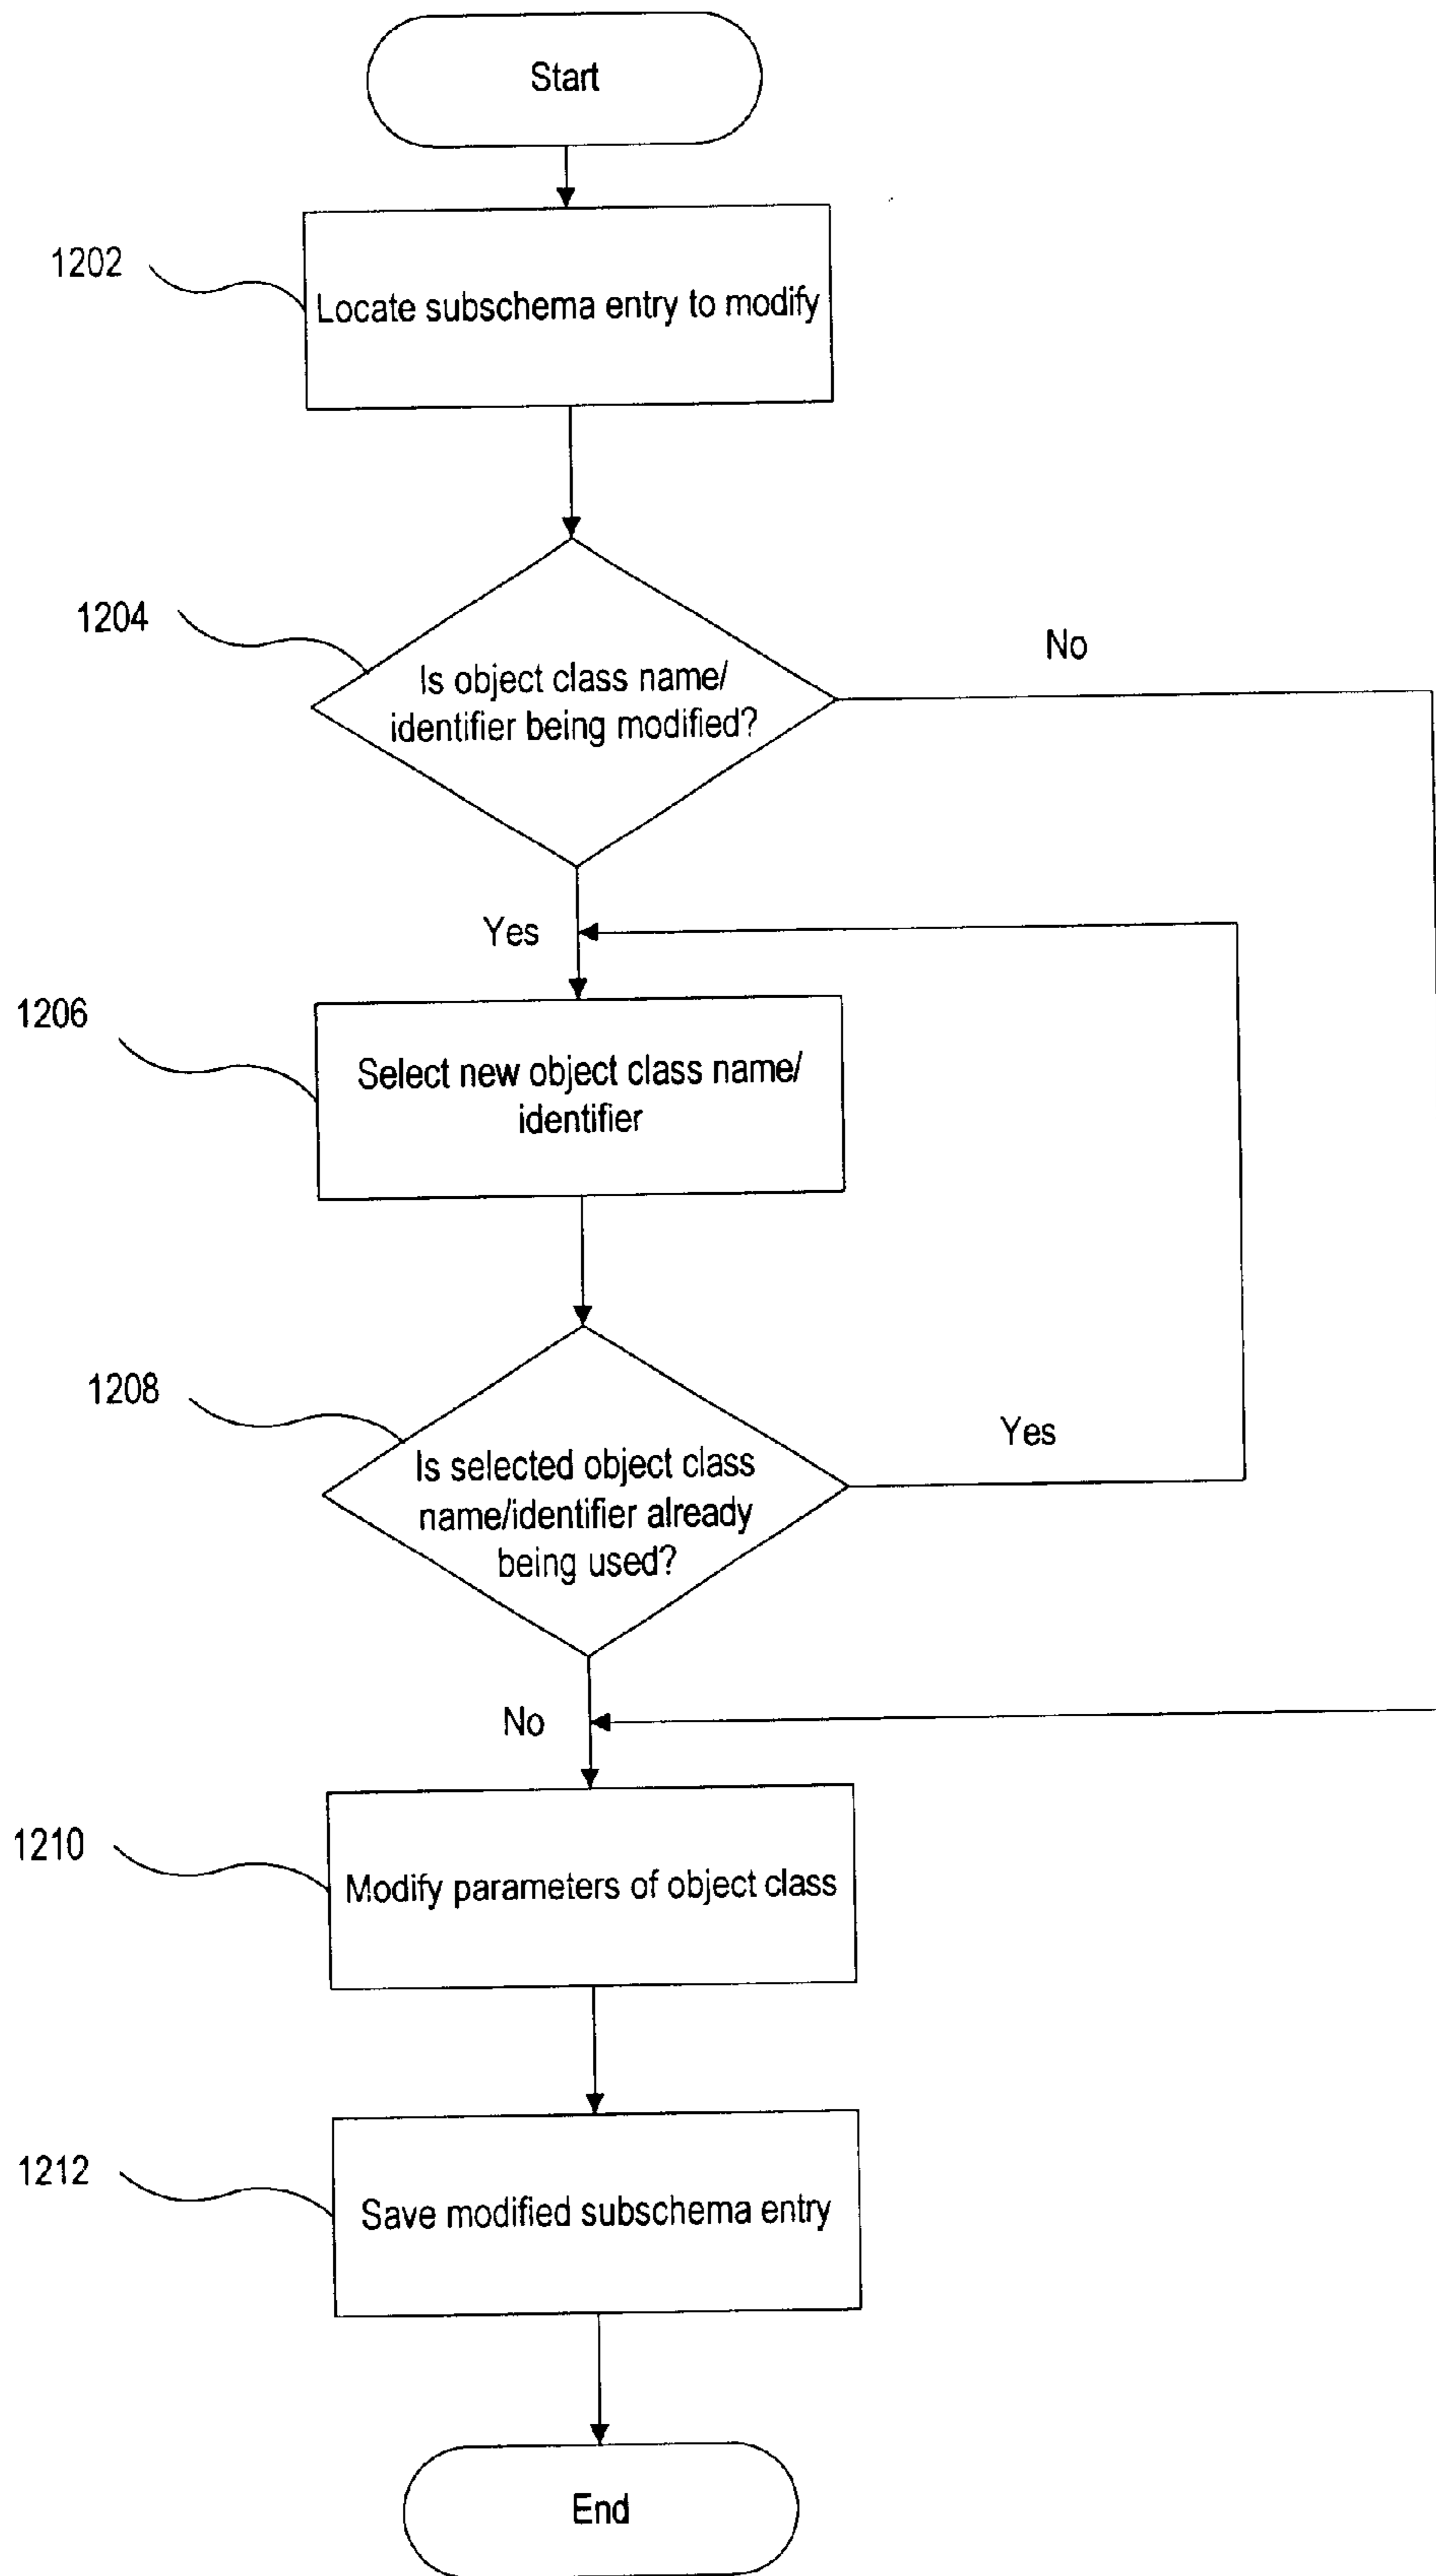 Start
1202
Locate subschema entry to modify
1204
Is object class name/
identifier being modified?
No
Yes
1206
Select new object class name/
identifier
1208
Is selected object class
name/identifier already
being used?
Yes
No
1210
Modify parameters of object class
1212
Save modified subschema entry
End